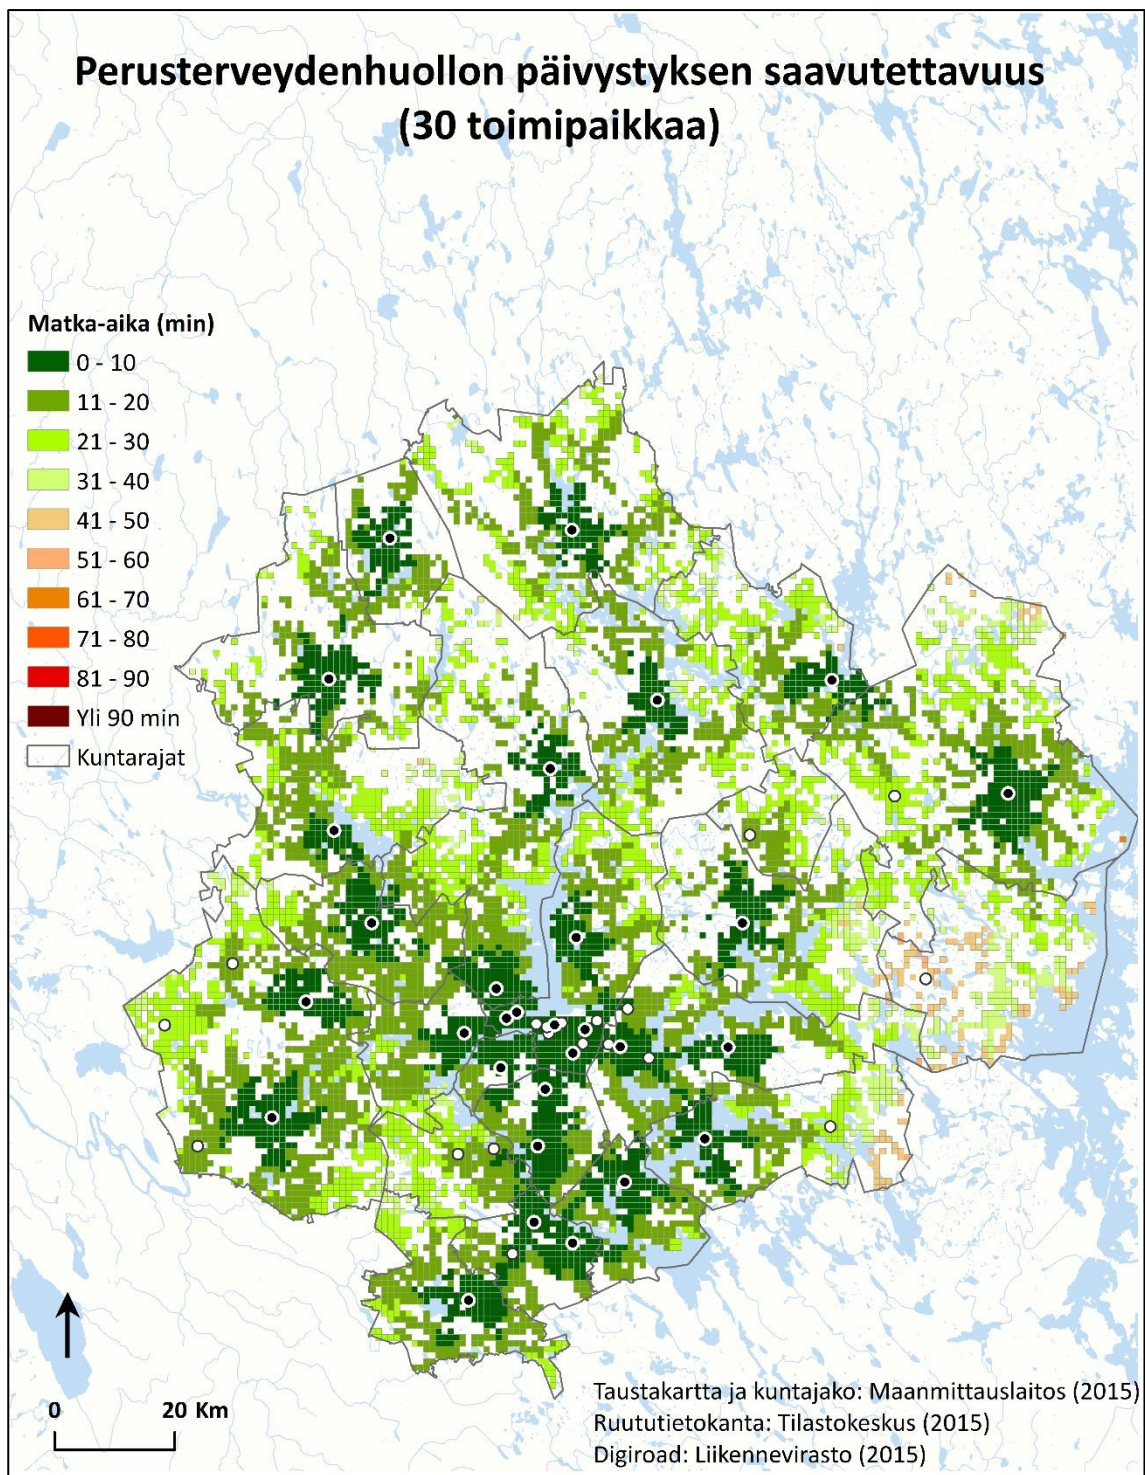 Perusterveydenhuollon päivystyksen saavutettavuus
(30 toimipaikkaa)
Matka-aika (min)
0 - 10
11 - 20
21 - 30
31 - 40
41 - 50
51 - 60
61 - 70
71 - 80
81 - 90
Yli 90 min
Kuntarajat
0 20 Km
Taustakartta ja kuntajako: Maanmittauslaitos (2015)
Ruututietokanta: Tilastokeskus (2015)
Digiroad: Liikennevirasto (2015)